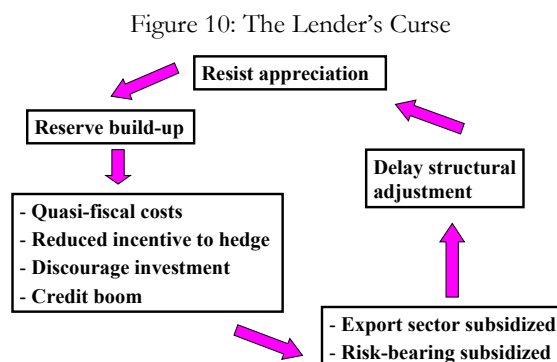 Figure 10: The Lender's Curse
Resist appreciation
Reserve build-up
Delay structural
adjustment
- Quasi-fiscal costs
- Reduced incentive to hedge
- Discourage investment
- Credit boom
- Export sector subsidized
- Risk-bearing subsidized